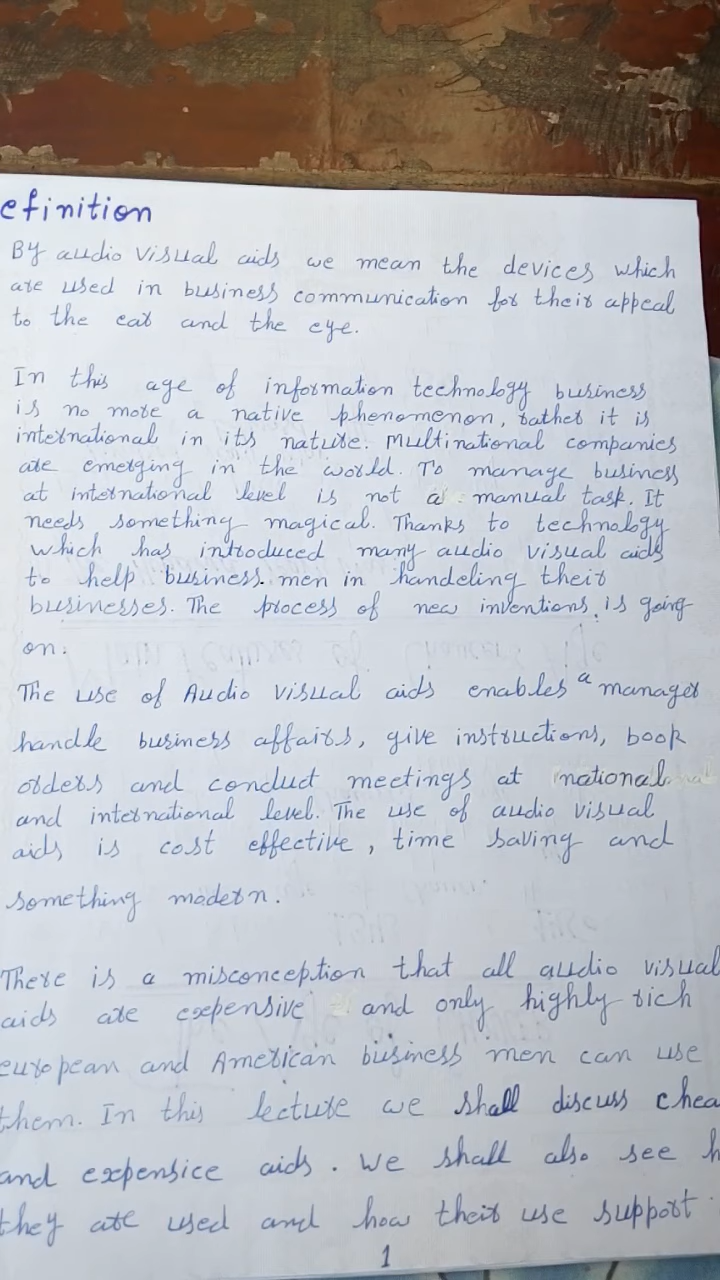 efinition
By audio visual aids we mean the devices which
are used in business communication for their appeal
to the ear and the eye.
In this age of information technology business
is no more a native phenomenon, rather it is
international in its nature. Multinational companies
are emerging in the world. To manage business
at international level is not a manual task. It
needs something magical. Thanks to technology
which has introduced many audio visual aids
to help business men in handeling their
businesses. The process of new inventions is going
on.
The use of Audio visual aids enables a manager
handle business affairs, give instructions, book
orders and conduct meetings at national
and international level. The use of audio visual
aids is cost effective, time saving and
something modern.
There is a misconception that all audio visual
aids are expensive and only highly rich
european and American business men can use
them. In this lecture we shall discuss chea
and expensice aids. We shall also see h
they are used and how their use support
1